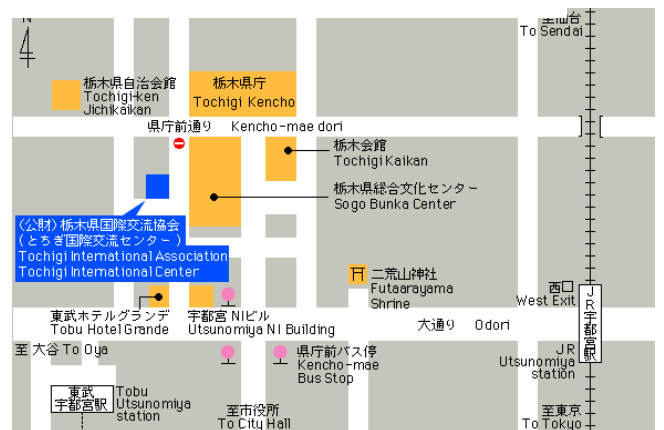 N
至仙台
To Sendai
栃木県自治会館
Tochigi-ken
Jichikaikan
栃木県庁
Tochigi Kencho
県庁前通り Kencho-mae dori
栃木会館
Tochigi Kaikan
栃木県総合文化センター
Sogo Bunka Center
(公財)栃木県国際交流協会
(とちぎ国際交流センター)
Tochigi International Association
Tochigi International Center
二荒山神社
Futaarayama
Shrine
西口
West Exit
JR宇都宮駅
JR
Utsunomiya
station
東武ホテルグランデ
Tobu Hotel Grande
宇都宮 NIビル
Utsunomiya NI Building
大通り Odori
至 大谷 To Oya
県庁前バス停
Kencho-mae
Bus Stop
東武
宇都宮駅
Tobu
Utsunomiya
station
至市役所
To City Hall
至東京
To Tokyo